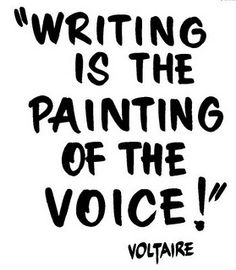 "WRITING
IS THE
PAINTING
OF THE
VOICE!"
VOLTAIRE